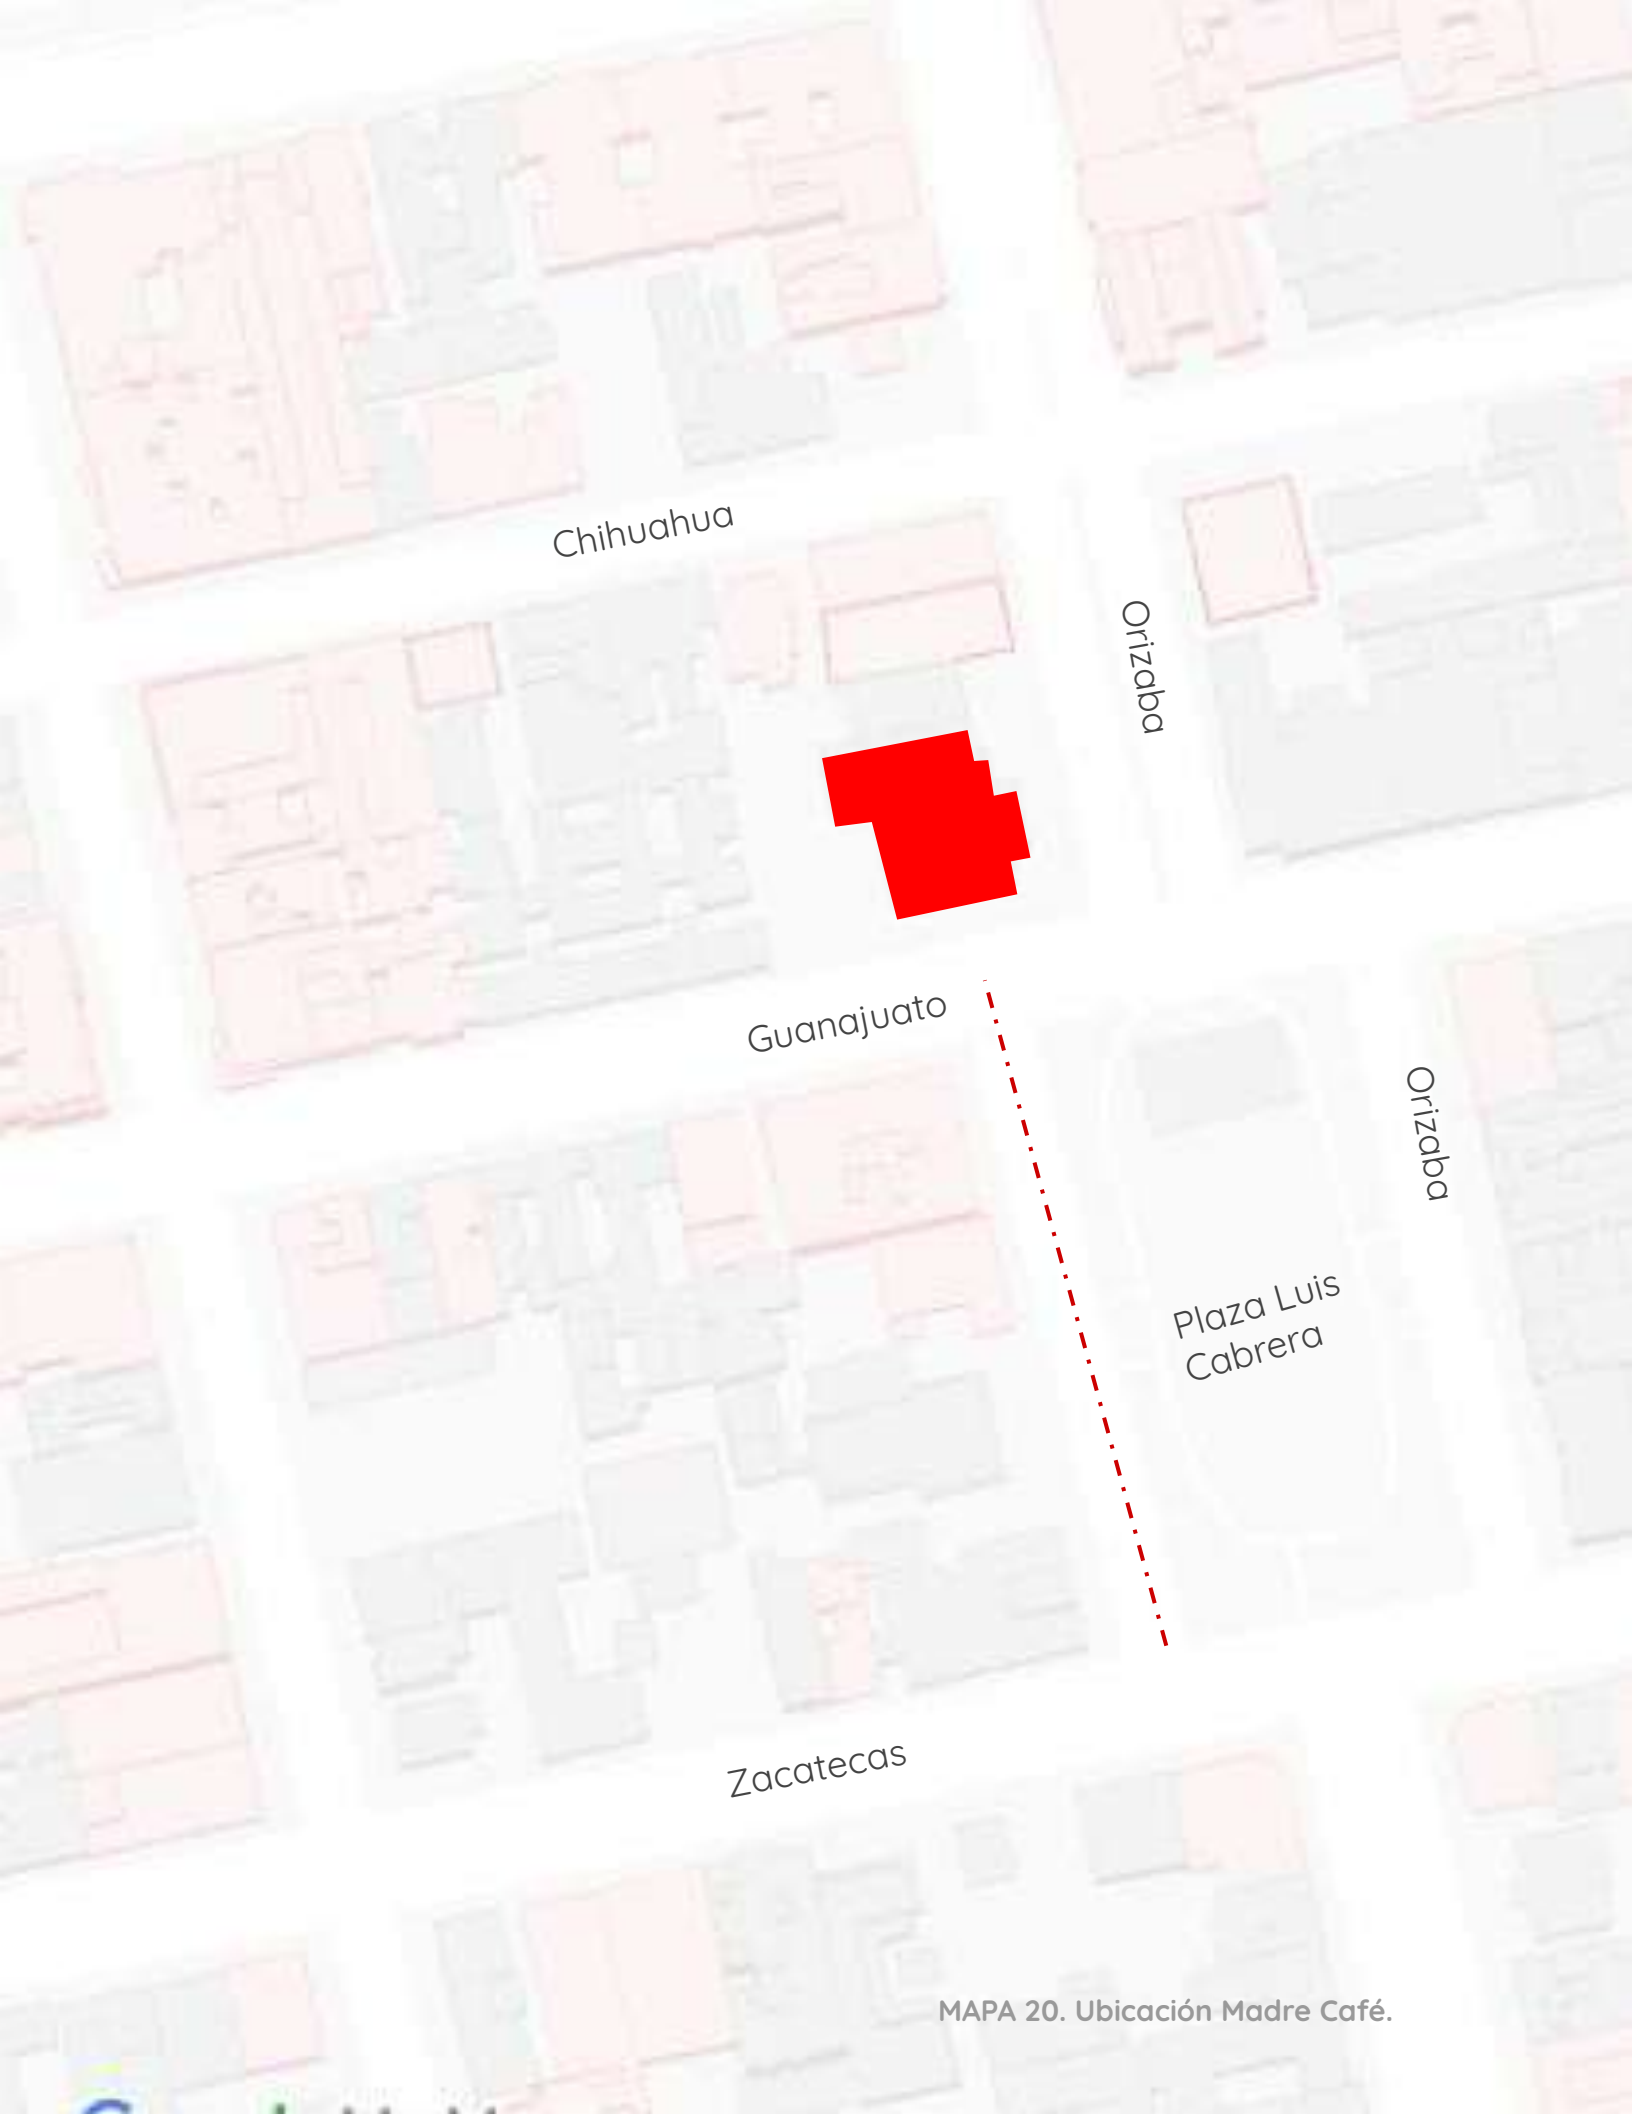 Chihuahua
Orizaba
Guanajuato
Orizaba
Plaza Luis
Cabrera
Zacatecas
MAPA 20. Ubicación Madre Café.